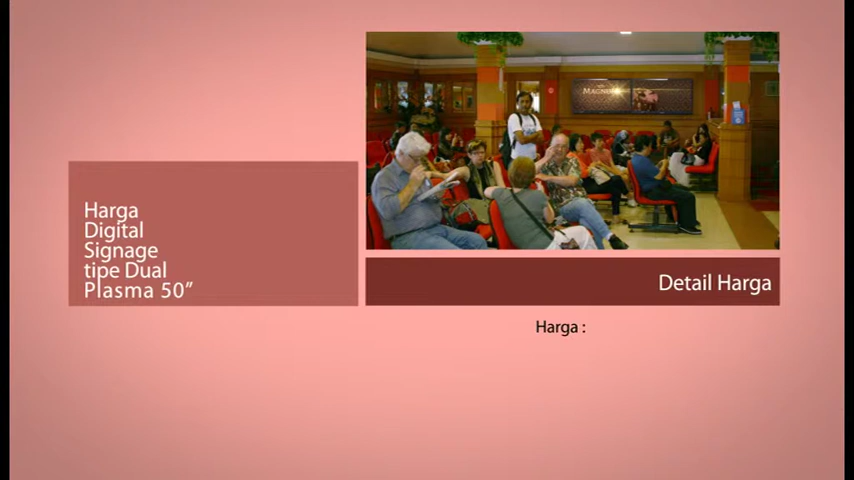 Harga
Digital
Signage
tipe Dual
Plasma 50”
Detail Harga
Harga :